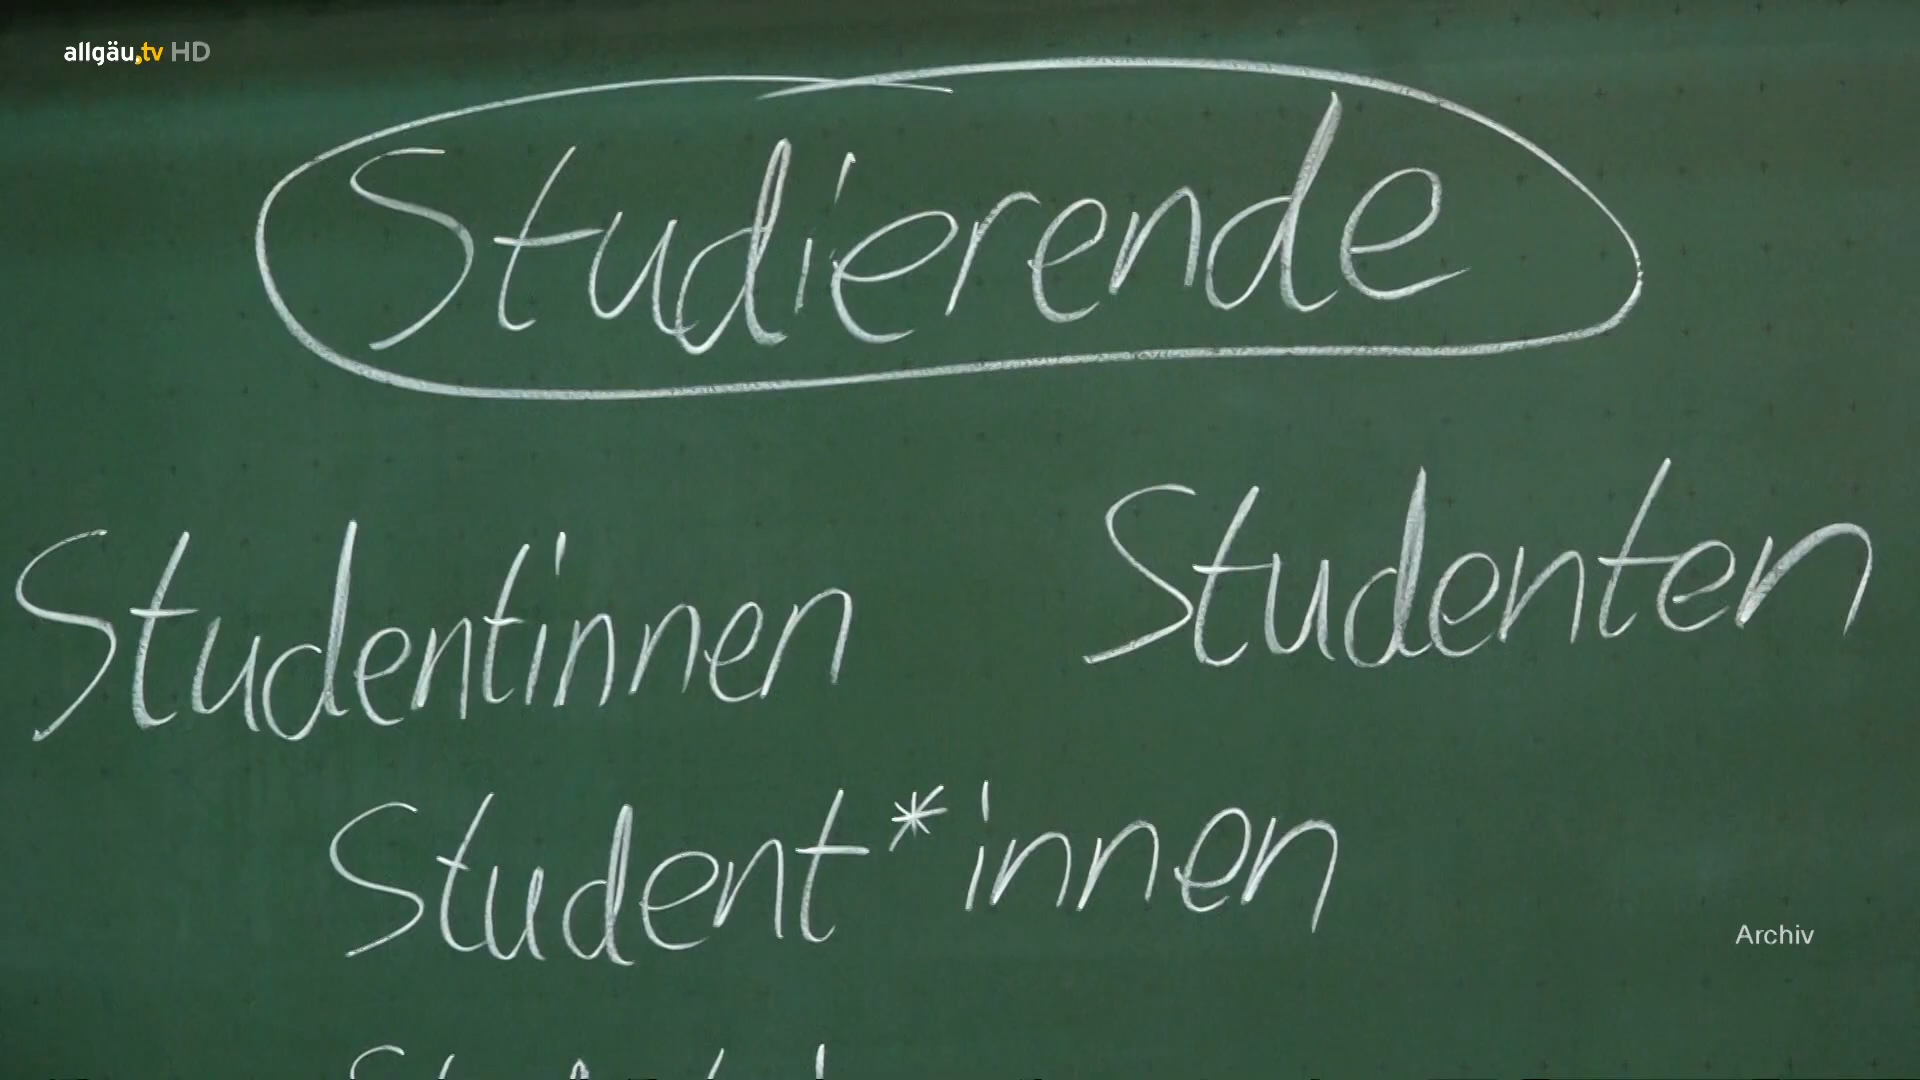 allgäu.tv HD
Studierende
Studentinnen Studenten
Student*innen
Archiv